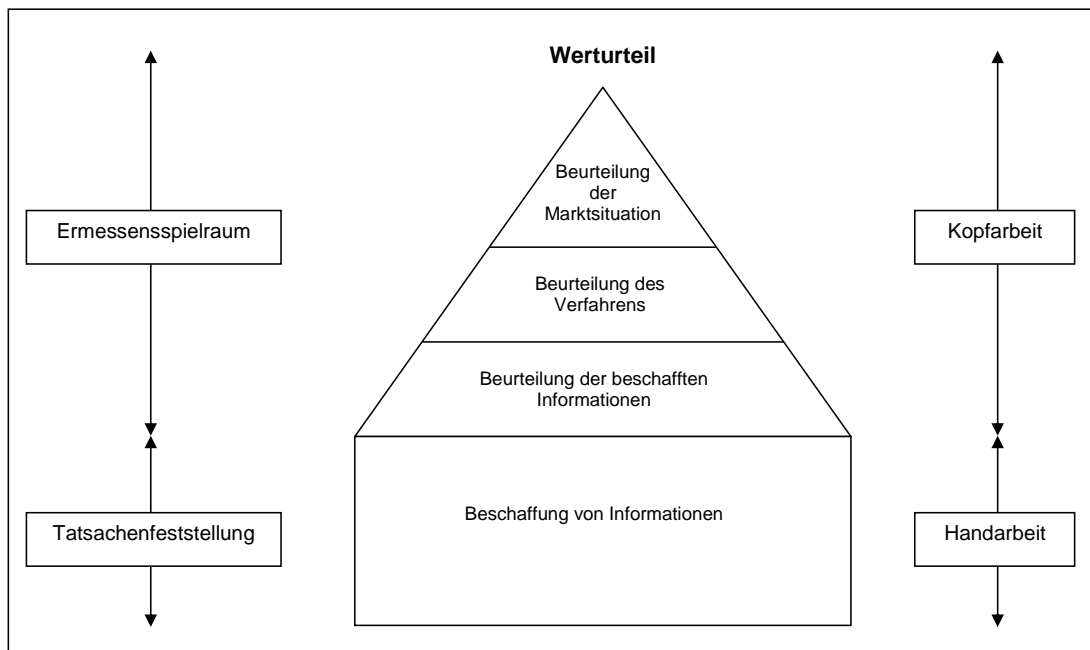 Werturteil
Beurteilung
der
Marktsituation
Ermessensspielraum
Kopfarbeit
Beurteilung des
Verfahrens
Beurteilung der beschafften
Informationen
Beschaffung von Informationen
Tatsachenfeststellung
Handarbeit